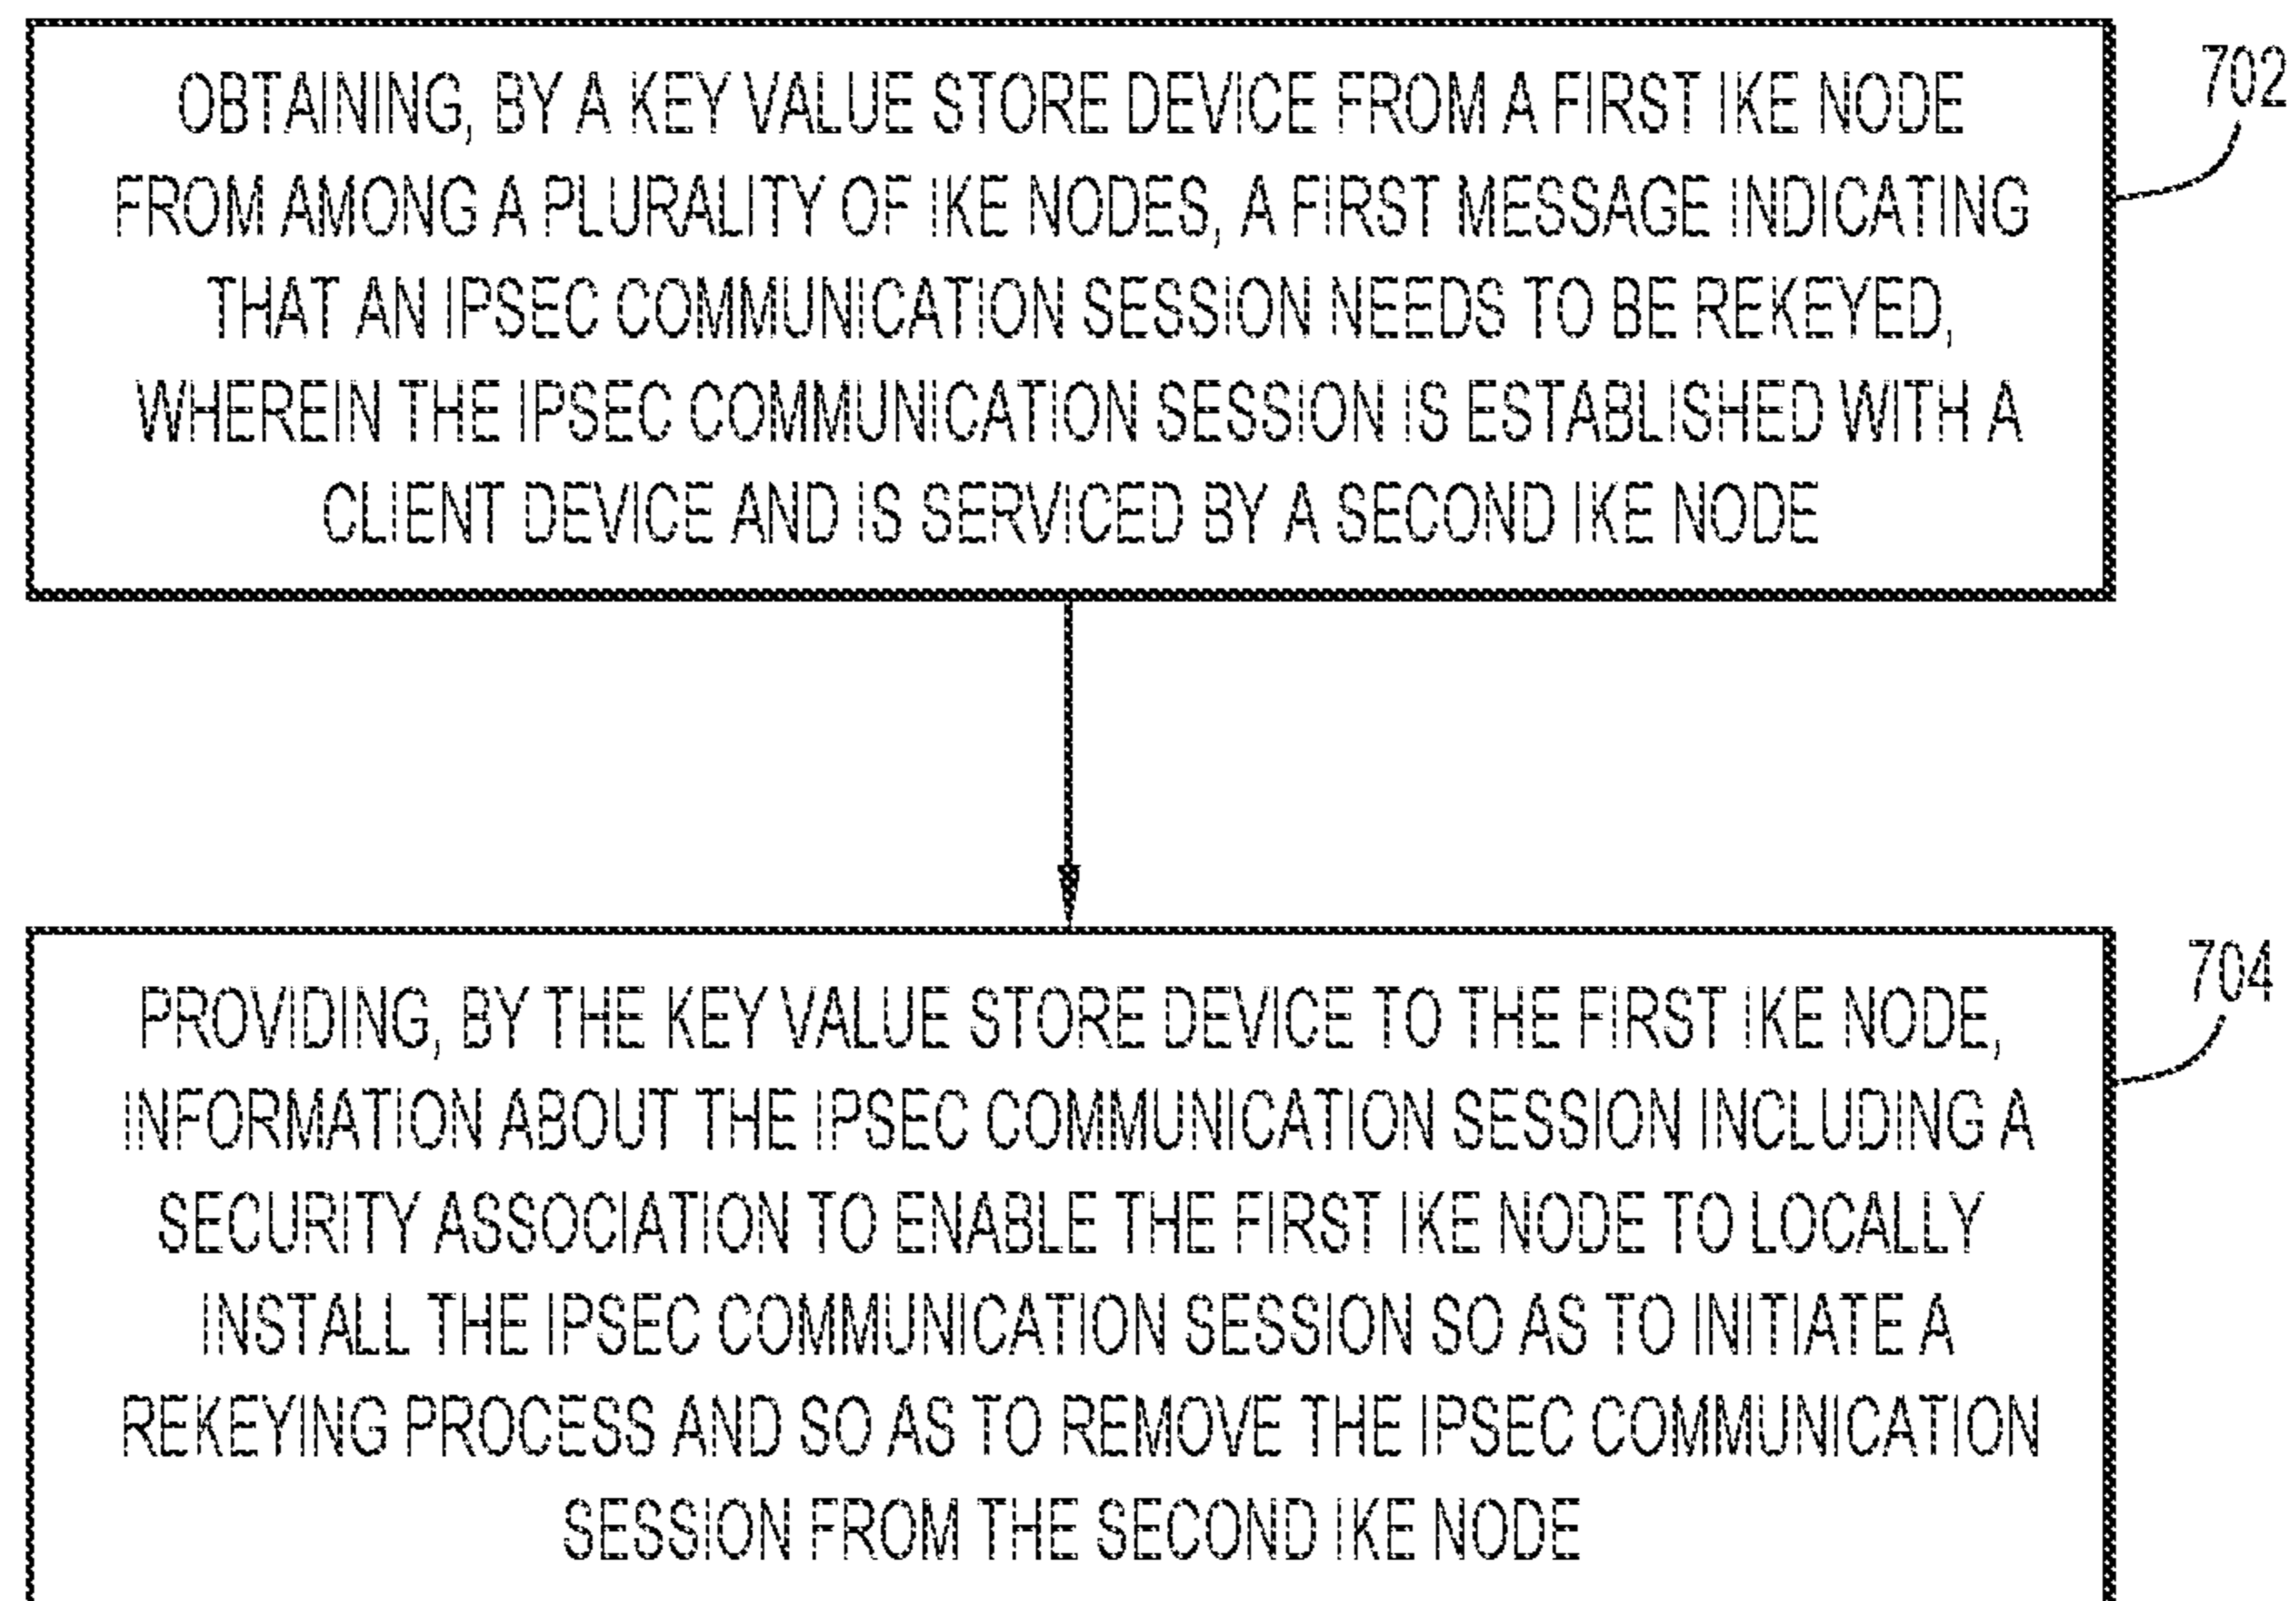 OBTAINING, BY A KEY VALUE STORE DEVICE FROM A FIRST IKE NODE
FROM AMONG A PLURALITY OF IKE NODES, A FIRST MESSAGE INDICATING
THAT AN IPSEC COMMUNICATION SESSION NEEDS TO BE REKEYED,
WHEREIN THE IPSEC COMMUNICATION SESSION IS ESTABLISHED WITH A
CLIENT DEVICE AND IS SERVICED BY A SECOND IKE NODE
702
PROVIDING, BY THE KEY VALUE STORE DEVICE TO THE FIRST IKE NODE,
INFORMATION ABOUT THE IPSEC COMMUNICATION SESSION INCLUDING A
SECURITY ASSOCIATION TO ENABLE THE FIRST IKE NODE TO LOCALLY
INSTALL THE IPSEC COMMUNICATION SESSION SO AS TO INITIATE A
REKEYING PROCESS AND SO AS TO REMOVE THE IPSEC COMMUNICATION
SESSION FROM THE SECOND IKE NODE
704